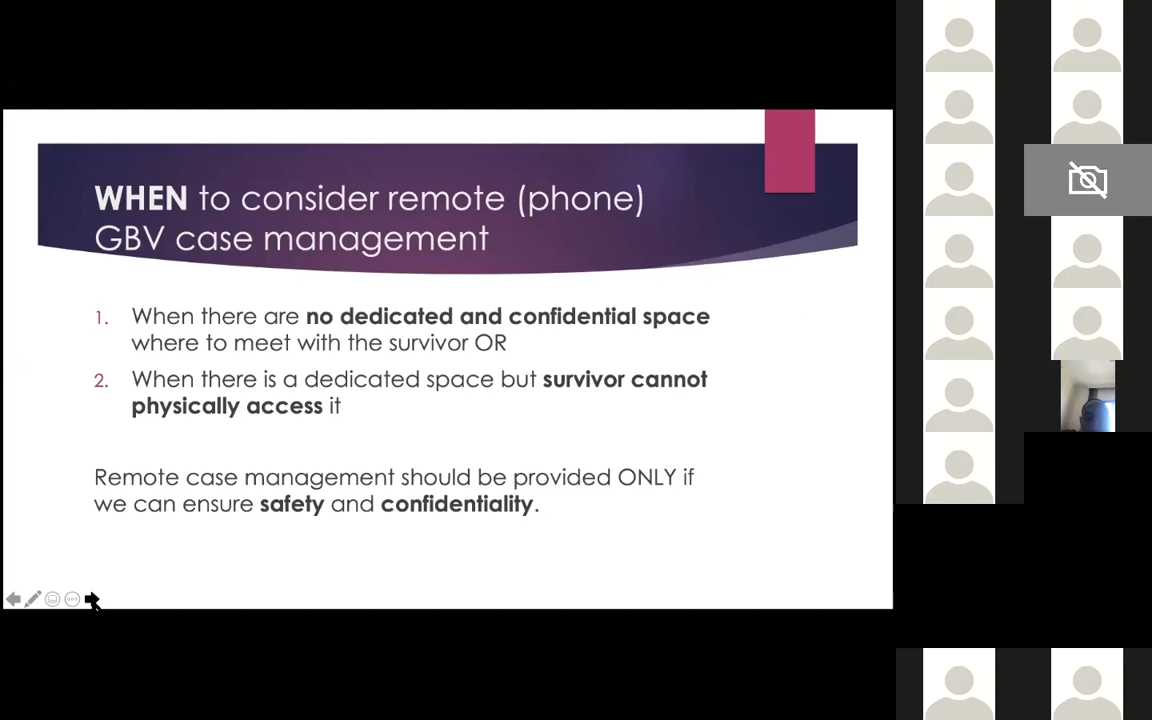 WHEN to consider remote (phone)
GBV case management
1. When there are no dedicated and confidential space
where to meet with the survivor OR
2. When there is a dedicated space but survivor cannot
physically access it
Remote case management should be provided ONLY if
we can ensure safety and confidentiality.